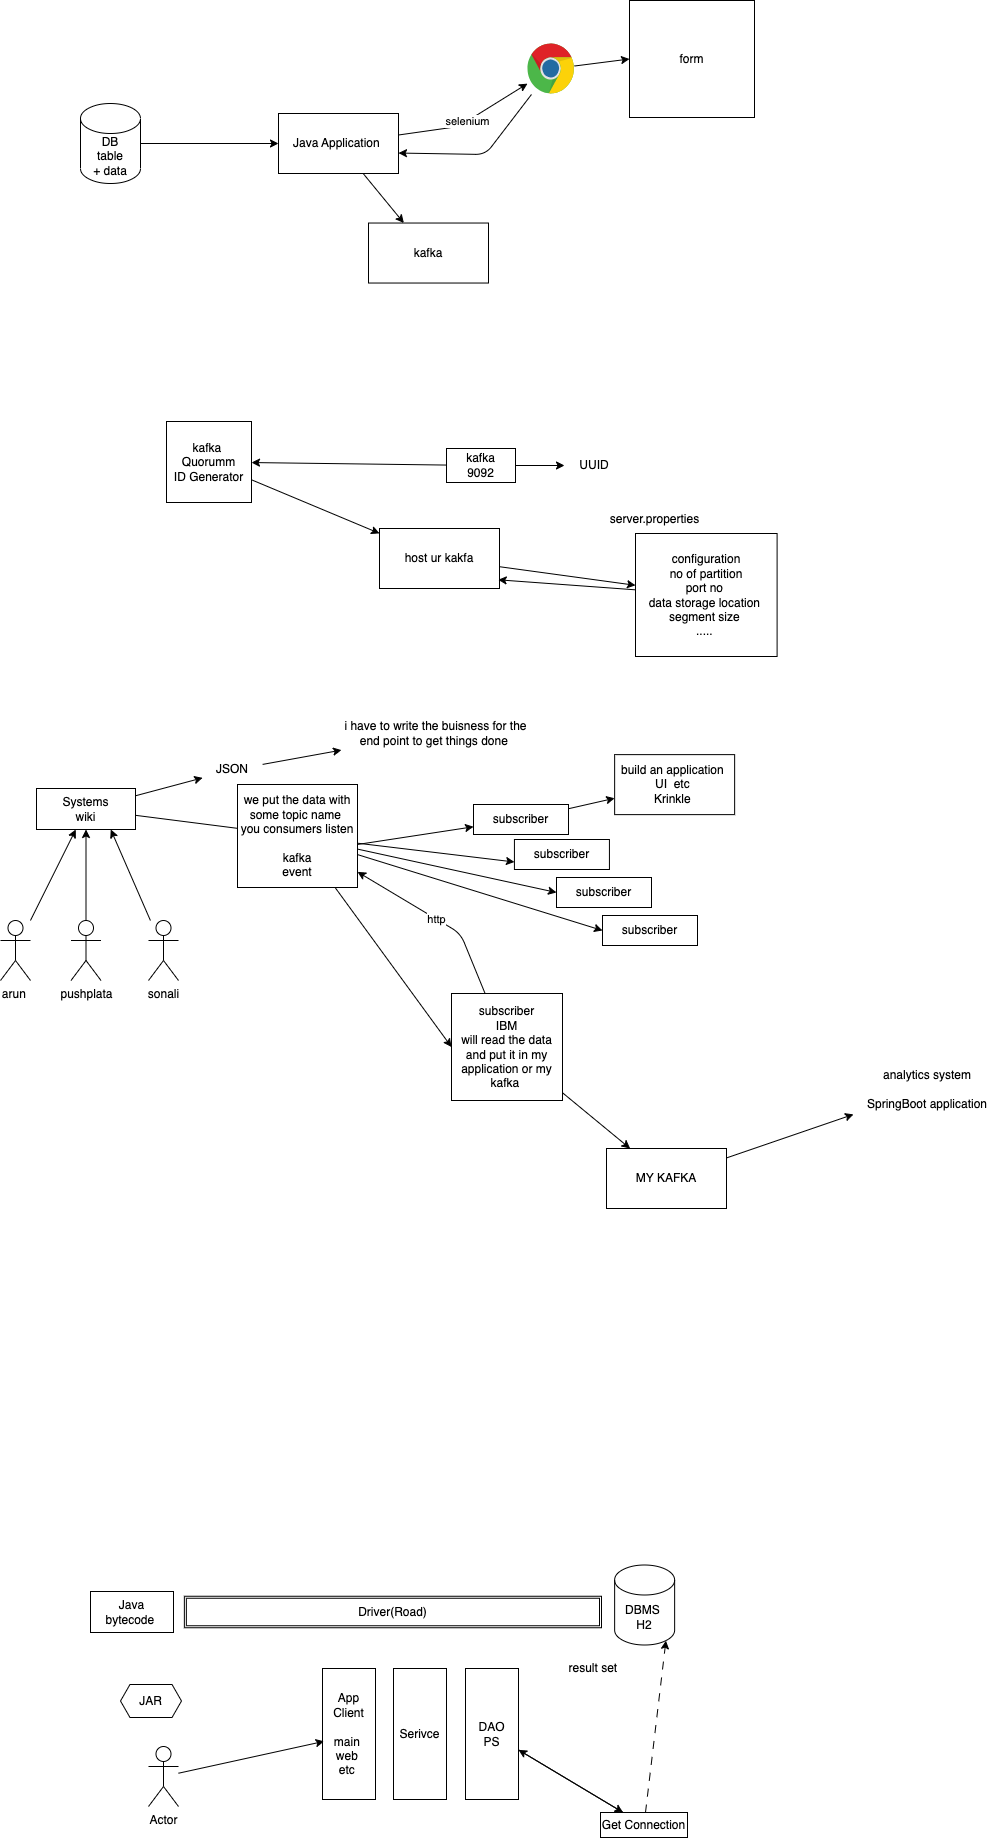 form
selenium
DB
table
+ data
Java Application
kafka
kafka
Quorumm
ID Generator
kafka
9092
UUID
server.properties
host ur kakfa
configuration
no of partition
port no
data storage location
segment size
.....
i have to write the buisness for the
end point to get things done
JSON
build an application
UI  etc
Krinkle
Systems
wiki
we put the data with
some topic name
you consumers listen
kafka
event
subscriber
subscriber
subscriber
subscriber
http
arun
pushplata
sonali
subscriber
IBM
will read the data
and put it in my
application or my
kafka
analytics system
SpringBoot application
MY KAFKA
Java
bytecode
Driver(Road)
DBMS
H2
result set
JAR
App
Client
main
web
etc
Serivce
DAO
PS
Actor
Get Connection